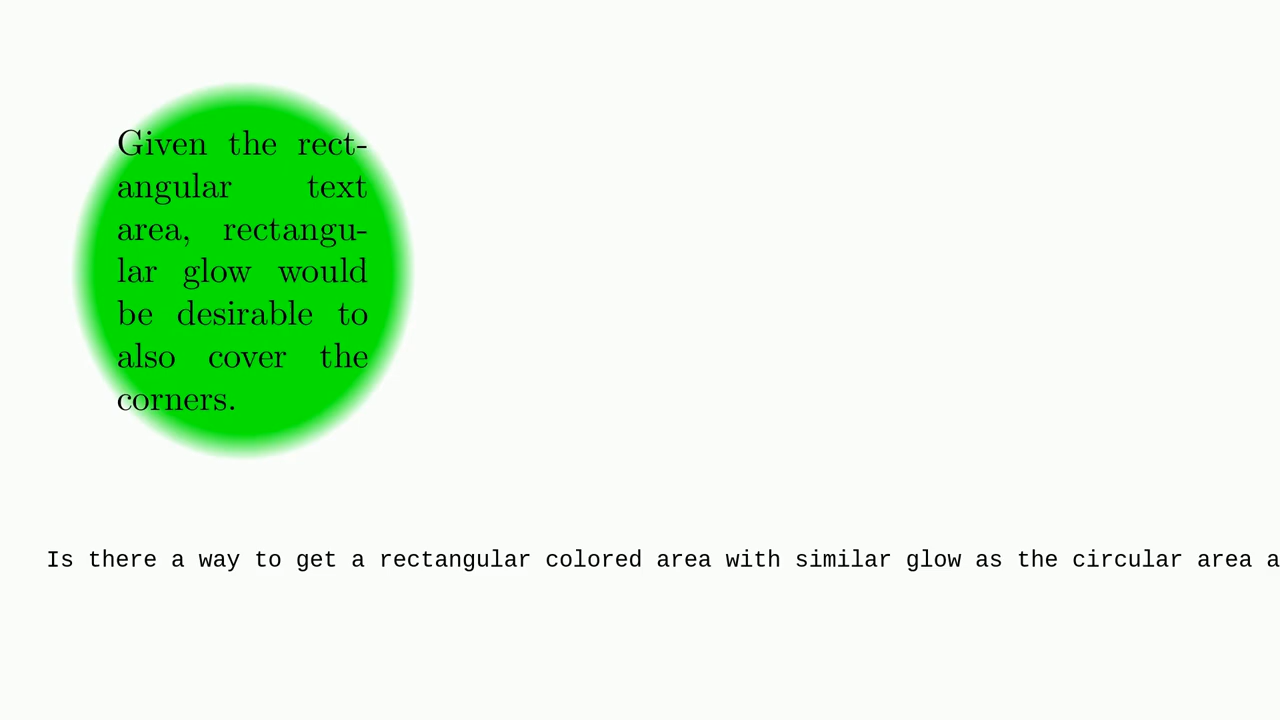 Given the rect-
angular text
area, rectangu-
lar glow would
be desirable to
also cover the
corners.
Is there a way to get a rectangular colored area with similar glow as the circular area a